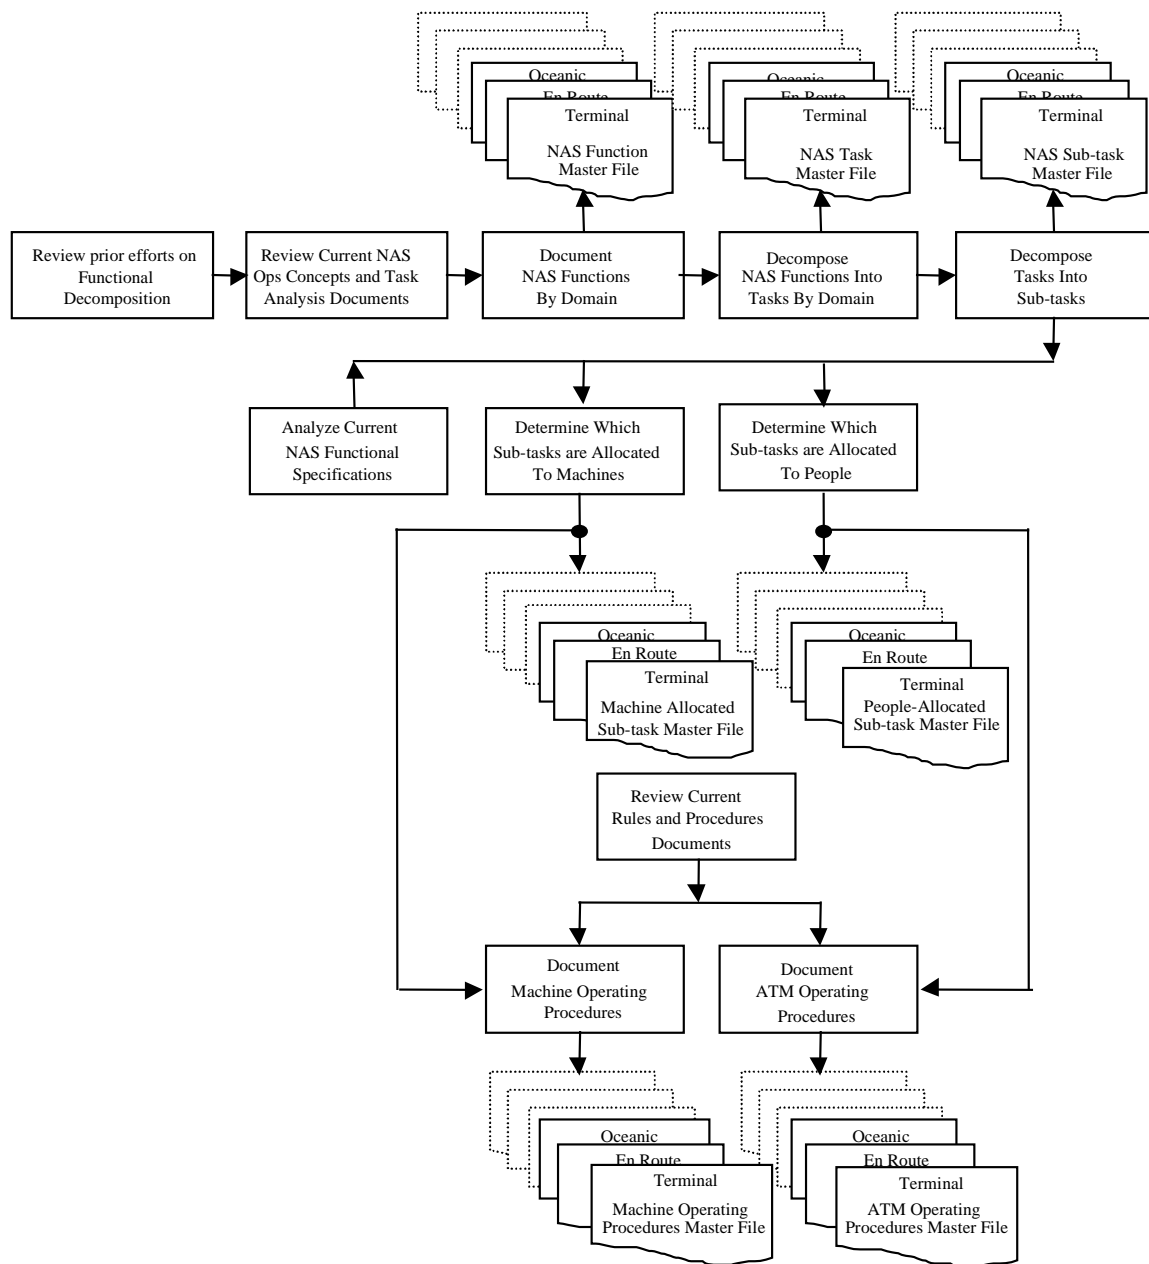 Oceanic
En Route
Terminal
NAS Function
Master File
Oceanic
En Route
Terminal
NAS Task
Master File
Oceanic
En Route
Terminal
NAS Sub-task
Master File
Review prior efforts on
Functional
Decomposition
Review Current NAS
Ops Concepts and Task
Analysis Documents
Document
NAS Functions
By Domain
Decompose
NAS Functions Into
Tasks By Domain
Decompose
Tasks Into
Sub-tasks
Analyze Current
NAS Functional
Specifications
Determine Which
Sub-tasks are Allocated
To Machines
Determine Which
Sub-tasks are Allocated
To People
Oceanic
En Route
Terminal
Machine Allocated
Sub-task Master File
Oceanic
En Route
Terminal
People-Allocated
Sub-task Master File
Review Current
Rules and Procedures
Documents
Document
Machine Operating
Procedures
Document
ATM Operating
Procedures
Oceanic
En Route
Terminal
Machine Operating
Procedures Master File
Oceanic
En Route
Terminal
ATM Operating
Procedures Master File